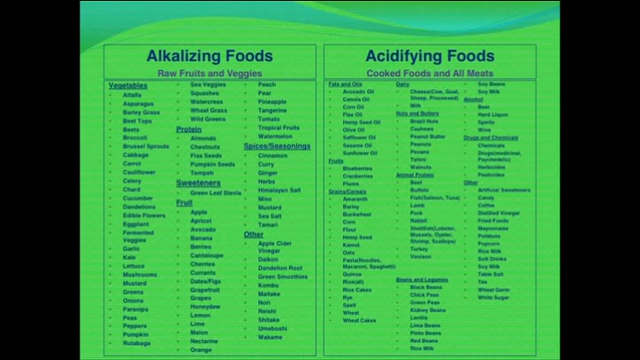 Alkalizing Foods
Raw Fruits and Veggies
Vegetables
Alfalfa
Asparagus
Barley Grass
Beet Tops
Beets
Broccoli
Brussel Sprouts
Cabbage
Carrot
Cauliflower
Celery
Chard
Cucumber
Dandelions
Edible Flowers
Eggplant
Fermented
Veggies
Garlic
Kale
Lettuce
Mushrooms
Mustard
Greens
Onions
Parsnips
Peas
Peppers
Pumpkin
Rutabaga
Sea Veggies
Squashes
Watercress
Wheat Grass
Wild Greens
Protein
Almonds
Chestnuts
Flax Seeds
Pumpkin Seeds
Tempeh
Sweeteners
Green Leaf Stevia
Fruit
Apple
Apricot
Avocado
Banana
Berries
Cantaloupe
Cherries
Currants
Dates/Figs
Grapefruit
Grapes
Honeydew
Lemon
Lime
Melon
Nectarine
Orange
Peach
Pear
Pineapple
Tangerine
Tomato
Tropical Fruits
Watermelon
Spices/Seasonings
Cinnamon
Curry
Ginger
Herbs
Himalayan Salt
Miso
Mustard
Sea Salt
Tamari
Other
Apple Cider
Vinegar
Daikon
Dandelion Root
Green Smoothies
Kombu
Maitake
Nori
Reishi
Shitake
Umeboshi
Wakame
Acidifying Foods
Cooked Foods and All Meats
Fats and Oils
Avocado Oil
Canola Oil
Corn Oil
Flax Oil
Hemp Seed Oil
Olive Oil
Safflower Oil
Sesame Oil
Sunflower Oil
Fruits
Blueberries
Cranberries
Plums
Grains/Cereals
Amaranth
Barley
Buckwheat
Corn
Flour
Hemp Seed
Kamut
Oats
Pasta(Noodles,
Macaroni, Spaghetti)
Quinoa
Rice(all)
Rice Cakes
Rye
Spelt
Wheat
Wheat Cakes
Dairy
Cheese(Cow, Goat,
Sheep, Processed)
Milk
Nuts and Butters
Brazil Nuts
Cashews
Peanut Butter
Peanuts
Pecans
Tahini
Walnuts
Animal Protein
Beef
Buffalo
Fish(Salmon, Tuna)
Lamb
Pork
Rabbit
Shellfish(Lobster,
Mussels, Oyster,
Shrimp, Scallops)
Turkey
Venison
Beans and Legumes
Black Beans
Chick Peas
Green Peas
Kidney Beans
Lentils
Lima Beans
Pinto Beans
Red Beans
Rice Milk
Soy Beans
Soy Milk
Alcohol
Beer
Hard Liquor
Spirits
Wine
Drugs and Chemicals
Chemicals
Drugs(medicinal,
Psychedelic)
Herbicides
Pesticides
Other
Artificial Sweeteners
Candy
Coffee
Distilled Vinegar
Fried Foods
Mayonnaise
Potatoes
Popcorn
Rice Milk
Soft Drinks
Soy Milk
Table Salt
Tea
Wheat Germ
White Sugar